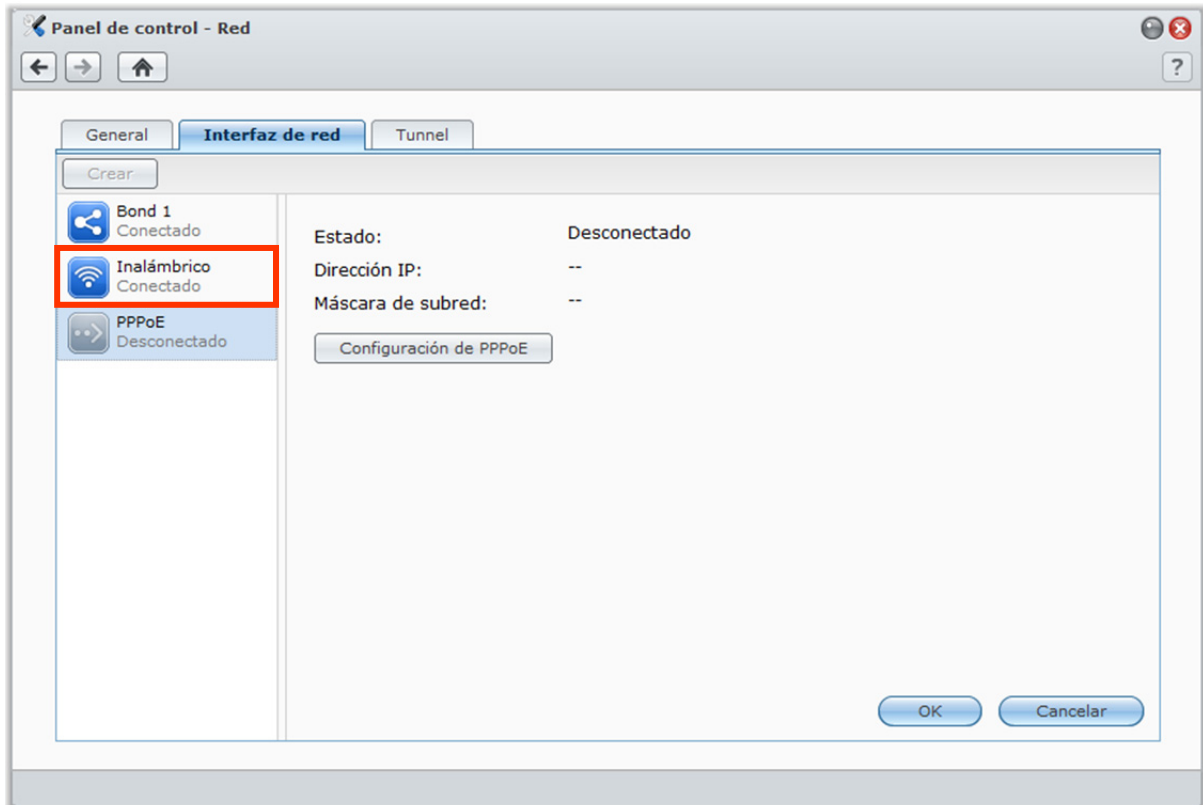 Panel de control - Red
?
General
Interfaz de red
Tunnel
Crear
Bond 1
Conectado
Inalámbrico
Conectado
PPPoE
Desconectado
Estado: Desconectado
Dirección IP: --
Máscara de subred: --
Configuración de PPPoE
OK
Cancelar